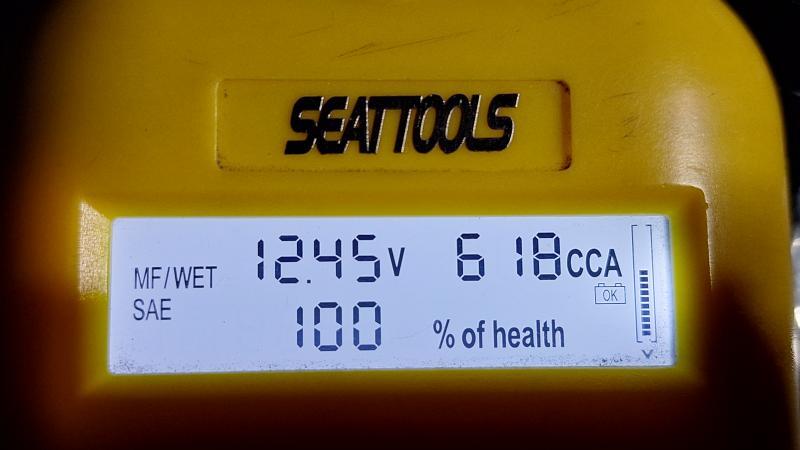 SEATTOOLS
MF/WET 12.45V 618CCA
SAE OK
100 % of health